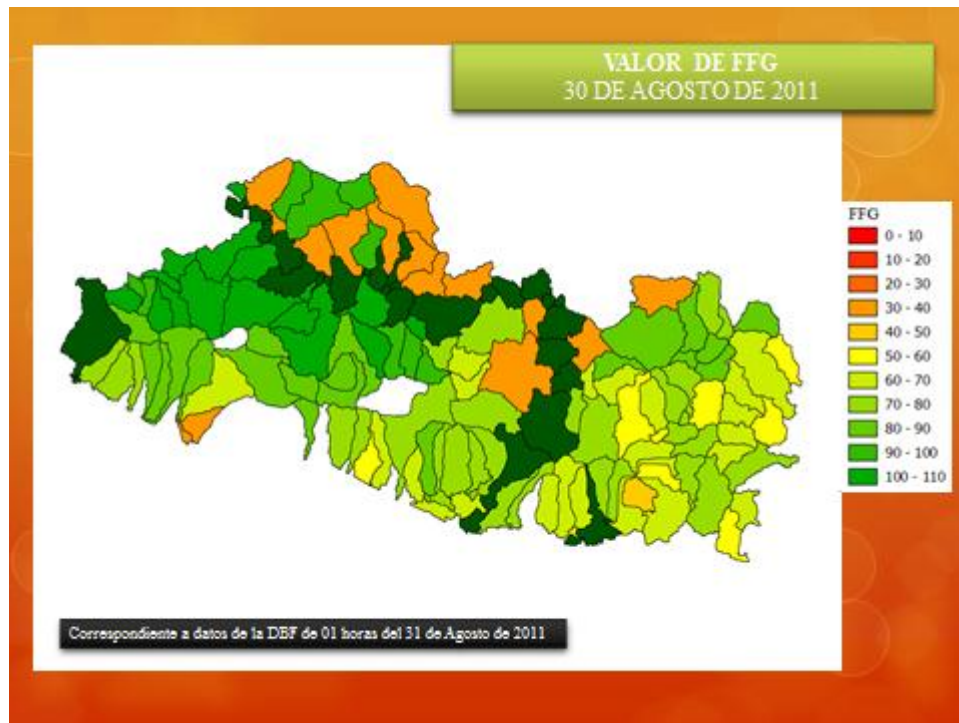 VALOR DE FFG
30 DE AGOSTO DE 2011
FFG
0 - 10
10 - 20
20 - 30
30 - 40
40 - 50
50 - 60
60 - 70
70 - 80
80 - 90
90 - 100
100 - 110
Correspondiente a datos de la DBF de 01 horas del 31 de Agosto de 2011